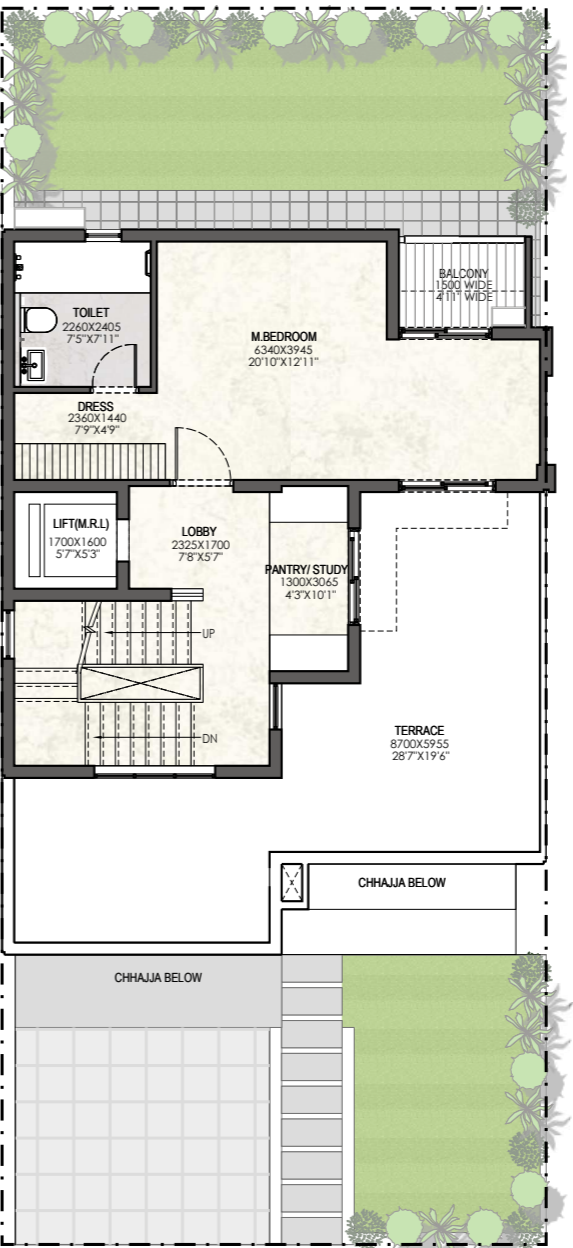 BALCONY
1500 WIDE
4'11" WIDE
TOILET
2260X2405
7'5"X7'11"
M.BEDROOM
6340X3945
20'10"X12'11"
DRESS
2360X1440
7'9"X4'9"
LIFT(M.R.L)
1700X1600
5'7"X5'3"
LOBBY
2325X1700
7'8"X5'7"
PANTRY/ STUDY
1300X3065
4'3"X10'1"
UP
DN
TERRACE
8700X5955
28'7"X19'6"
CHHAJJA BELOW
CHHAJJA BELOW